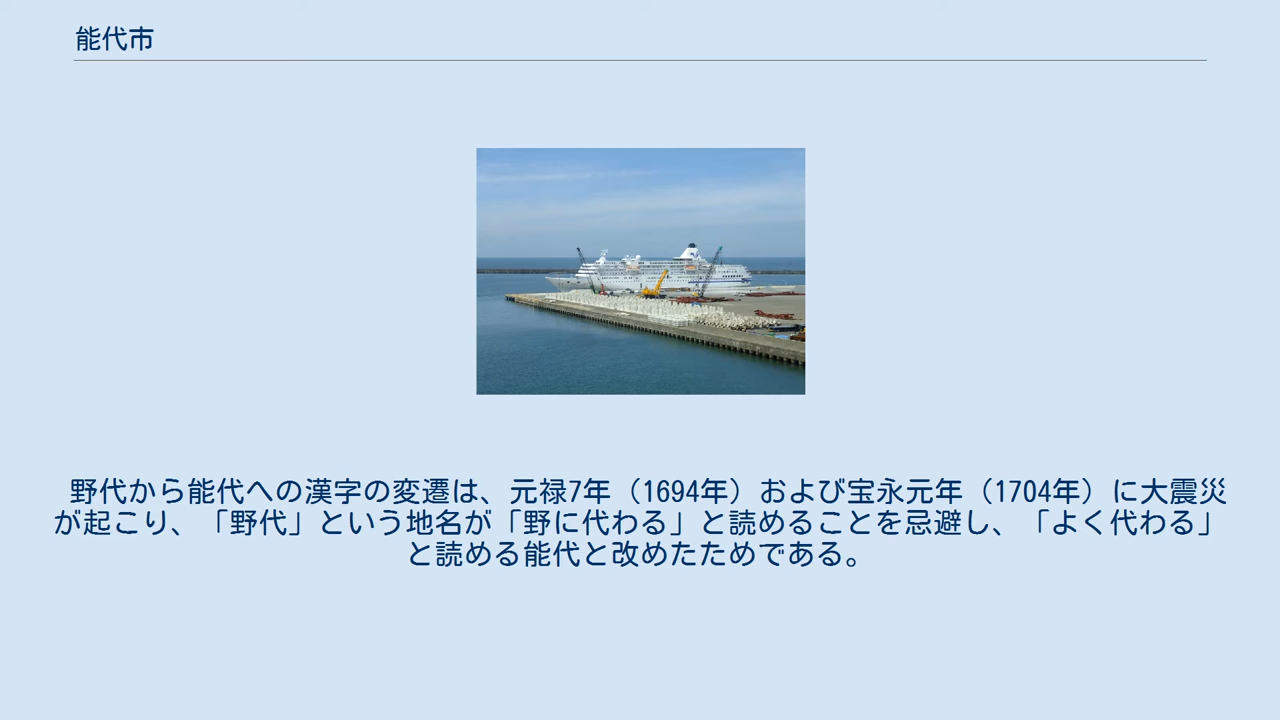 能代市
野代から能代への漢字の変遷は、元禄7年（1694年）および宝永元年（1704年）に大震災
が起こり、「野代」という地名が「野に代わる」と読めることを忌避し、「よく代わる」
と読める能代と改めたためである。